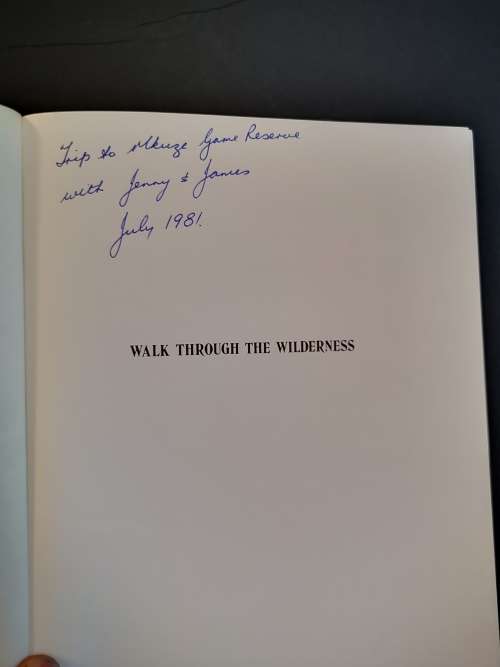 Trip to Mkuze Game Reserve
with Jenny & James
July 1981.
WALK THROUGH THE WILDERNESS